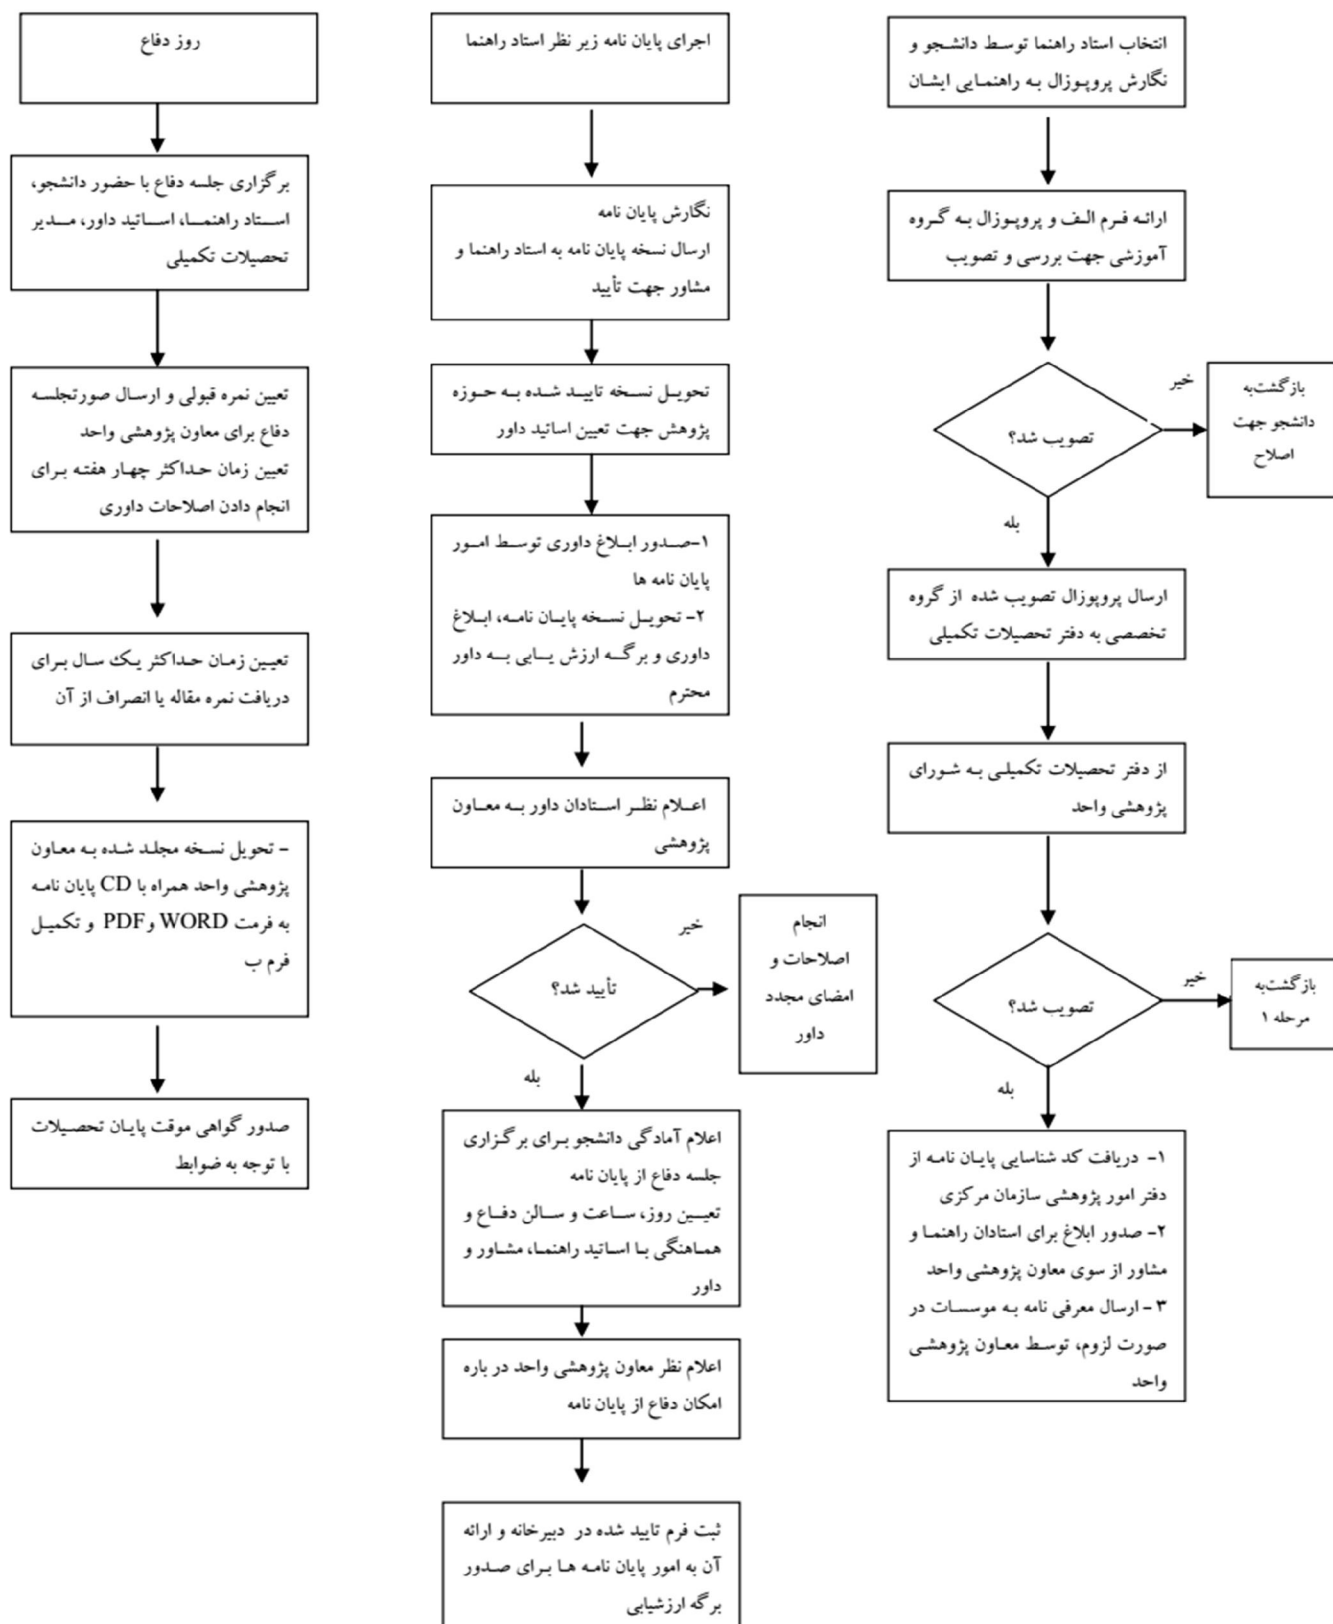 انتخاب استاد راهنما توسط دانشجو و
نگارش پروپوزال به راهنمایی ایشان
ارائه فرم الف و پروپوزال به گروه
آموزشی جهت بررسی و تصویب
تصویب شد؟
خیر
بازگشت‌به
دانشجو جهت
اصلاح
بله
ارسال پروپوزال تصویب شده از گروه
تخصصی به دفتر تحصیلات تکمیلی
از دفتر تحصیلات تکمیلی به شورای
پژوهشی واحد
تصویب شد؟
خیر
بازگشت‌به
مرحله ۱
بله
۱- دریافت کد شناسایی پایان نامه از
دفتر امور پژوهشی سازمان مرکزی
۲- صدور ابلاغ برای استادان راهنما و
مشاور از سوی معاون پژوهشی واحد
۳- ارسال معرفی نامه به موسسات در
صورت لزوم، توسط معاون پژوهشی
واحد
اجرای پایان نامه زیر نظر استاد راهنما
نگارش پایان نامه
ارسال نسخه پایان نامه به استاد راهنما و
مشاور جهت تأیید
تحویل نسخه تایید شده به حوزه
پژوهش جهت تعیین اساتید داور
۱-صدور ابلاغ داوری توسط امور
پایان نامه ها
۲- تحویل نسخه پایان نامه، ابلاغ
داوری و برگه ارزش یابی به داور
محترم
اعلام نظر استادان داور به معاون
پژوهشی
تأیید شد؟
خیر
انجام
اصلاحات و
امضای مجدد
داور
بله
اعلام آمادگی دانشجو برای برگزاری
جلسه دفاع از پایان نامه
تعیین روز، ساعت و سالن دفاع و
هماهنگی با اساتید راهنما، مشاور و
داور
اعلام نظر معاون پژوهشی واحد در باره
امکان دفاع از پایان نامه
ثبت فرم تایید شده در دبیرخانه و ارائه
آن به امور پایان نامه ها برای صدور
برگه ارزشیابی
روز دفاع
برگزاری جلسه دفاع با حضور دانشجو،
استاد راهنما، اساتید داور، مدیر
تحصیلات تکمیلی
تعیین نمره قبولی و ارسال صورتجلسه
دفاع برای معاون پژوهشی واحد
تعیین زمان حداکثر چهار هفته برای
انجام دادن اصلاحات داوری
تعیین زمان حداکثر یک سال برای
دریافت نمره مقاله یا انصراف از آن
- تحویل نسخه مجلد شده به معاون
پژوهشی واحد همراه با CD پایان نامه
به فرمت WORD و PDF و تکمیل
فرم ب
صدور گواهی موقت پایان تحصیلات
با توجه به ضوابط